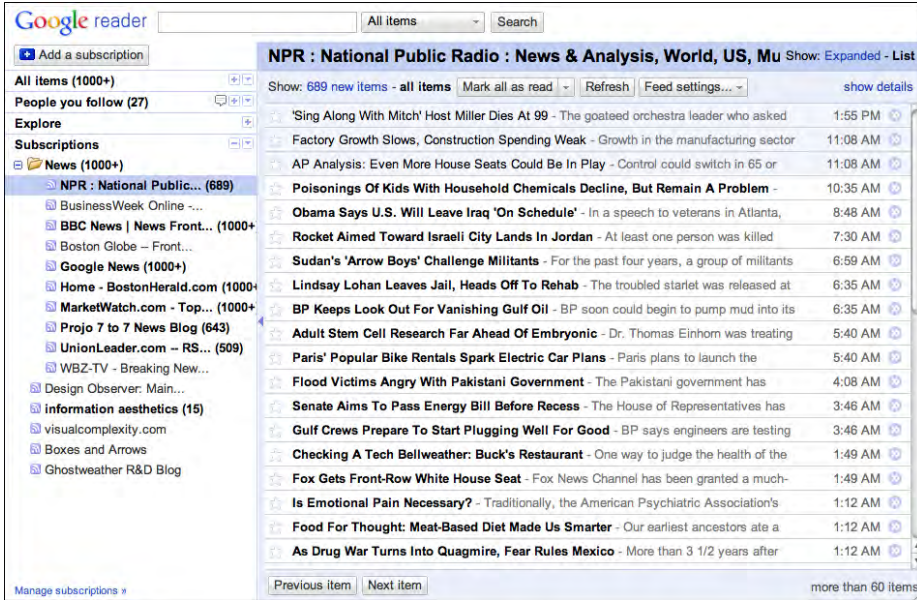 Google reader All items Search
Add a subscription
All items (1000+)
People you follow (27)
Explore
Subscriptions
News (1000+)
NPR : National Public... (689)
BusinessWeek Online -...
BBC News | News Front... (1000+
Boston Globe -- Front...
Google News (1000+)
Home - BostonHerald.com (1000+
MarketWatch.com - Top... (1000+
Projo 7 to 7 News Blog (643)
UnionLeader.com -- RS... (509)
WBZ-TV - Breaking New...
Design Observer: Main...
information aesthetics (15)
visualcomplexity.com
Boxes and Arrows
Ghostweather R&D Blog
Manage subscriptions »
NPR : National Public Radio : News & Analysis, World, US, Mu Show: Expanded - List
Show: 689 new items - all items Mark all as read Refresh Feed settings... show details
'Sing Along With Mitch' Host Miller Dies At 99 - The goateed orchestra leader who asked 1:55 PM
Factory Growth Slows, Construction Spending Weak - Growth in the manufacturing sector 11:08 AM
AP Analysis: Even More House Seats Could Be In Play - Control could switch in 65 or 11:08 AM
Poisonings Of Kids With Household Chemicals Decline, But Remain A Problem - 10:35 AM
Obama Says U.S. Will Leave Iraq 'On Schedule' - In a speech to veterans in Atlanta, 8:48 AM
Rocket Aimed Toward Israeli City Lands In Jordan - At least one person was killed 7:30 AM
Sudan's 'Arrow Boys' Challenge Militants - For the past four years, a group of militants 6:59 AM
Lindsay Lohan Leaves Jail, Heads Off To Rehab - The troubled starlet was released at 6:35 AM
BP Keeps Look Out For Vanishing Gulf Oil - BP soon could begin to pump mud into its 6:35 AM
Adult Stem Cell Research Far Ahead Of Embryonic - Dr. Thomas Einhorn was treating 5:40 AM
Paris' Popular Bike Rentals Spark Electric Car Plans - Paris plans to launch the 5:40 AM
Flood Victims Angry With Pakistani Government - The Pakistani government has 4:08 AM
Senate Aims To Pass Energy Bill Before Recess - The House of Representatives has 3:46 AM
Gulf Crews Prepare To Start Plugging Well For Good - BP says engineers are testing 3:46 AM
Checking A Tech Bellweather: Buck's Restaurant - One way to judge the health of the 1:49 AM
Fox Gets Front-Row White House Seat - Fox News Channel has been granted a much- 1:49 AM
Is Emotional Pain Necessary? - Traditionally, the American Psychiatric Association's 1:12 AM
Food For Thought: Meat-Based Diet Made Us Smarter - Our earliest ancestors ate a 1:12 AM
As Drug War Turns Into Quagmire, Fear Rules Mexico - More than 3 1/2 years after 1:12 AM
Previous item Next item more than 60 items